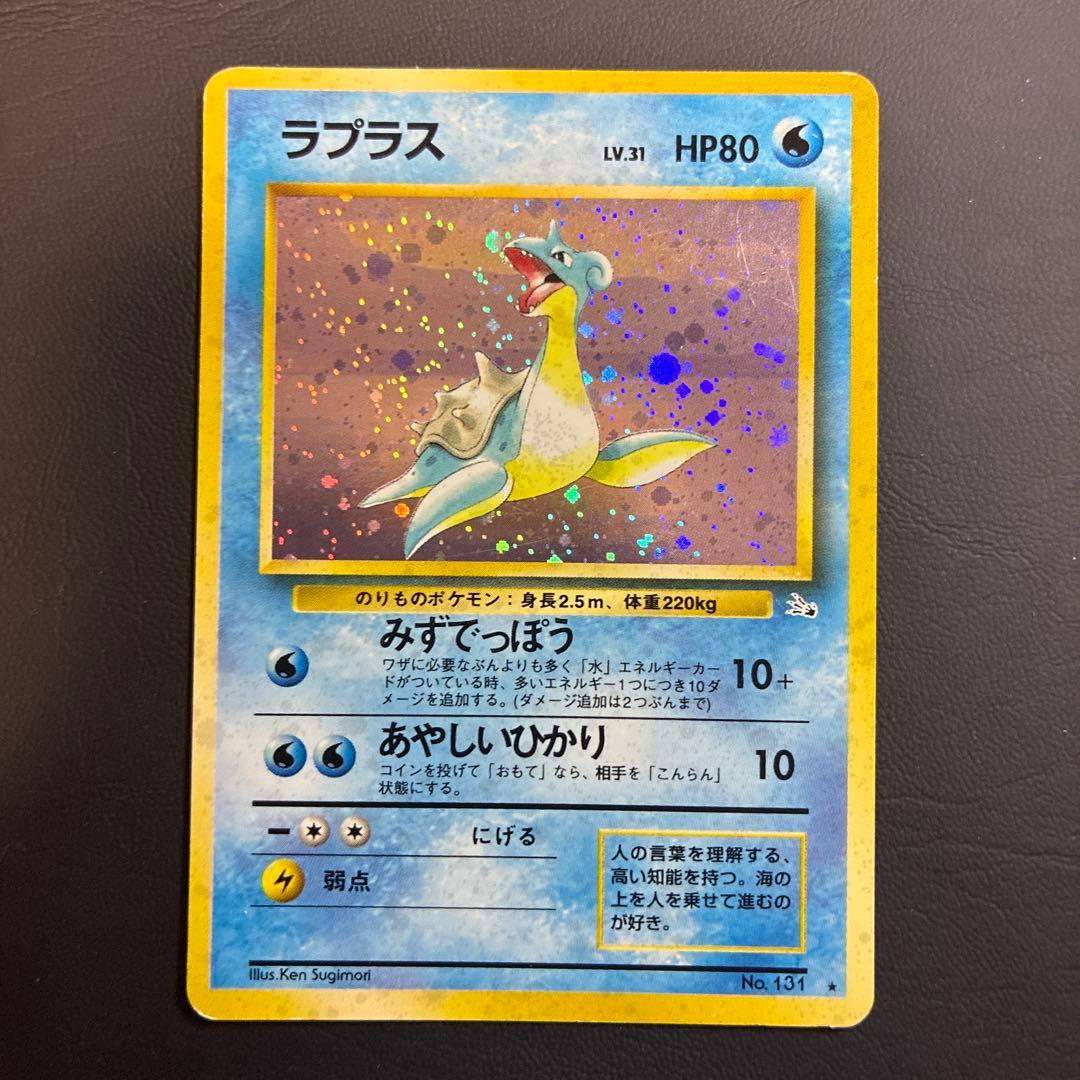 ラプラス LV.31 HP80
のりものポケモン：身長2.5m、体重220kg
みずでっぽう
ワザに必要なぶんよりも多く「水」エネルギーカー
ドがついている時、多いエネルギー1つにつき10ダ
メージを追加する。(ダメージ追加は2つぶんまで)
10+
あやしいひかり
コインを投げて「おもて」なら、相手を「こんらん」
状態にする。
10
にげる
弱点
人の言葉を理解する、
高い知能を持つ。海の
上を人を乗せて進むの
が好き。
Illus.Ken Sugimori
No. 131 ★